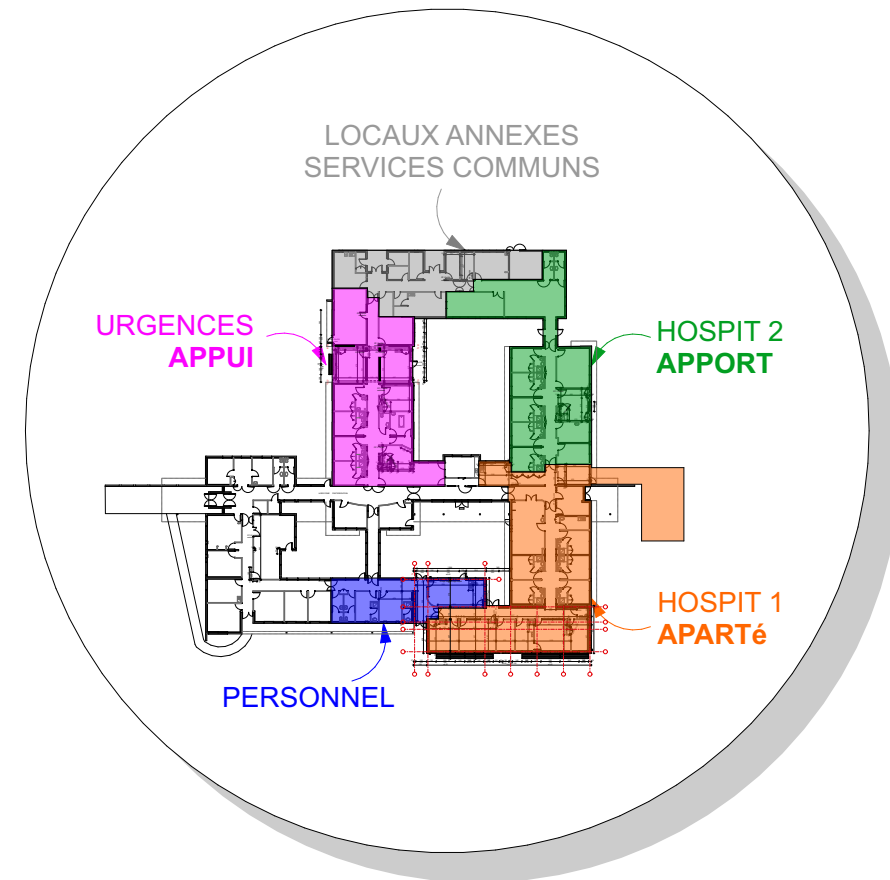 LOCAUX ANNEXES
SERVICES COMMUNS
URGENCES
APPUI
HOSPIT 2
APPORT
HOSPIT 1
APARTé
PERSONNEL